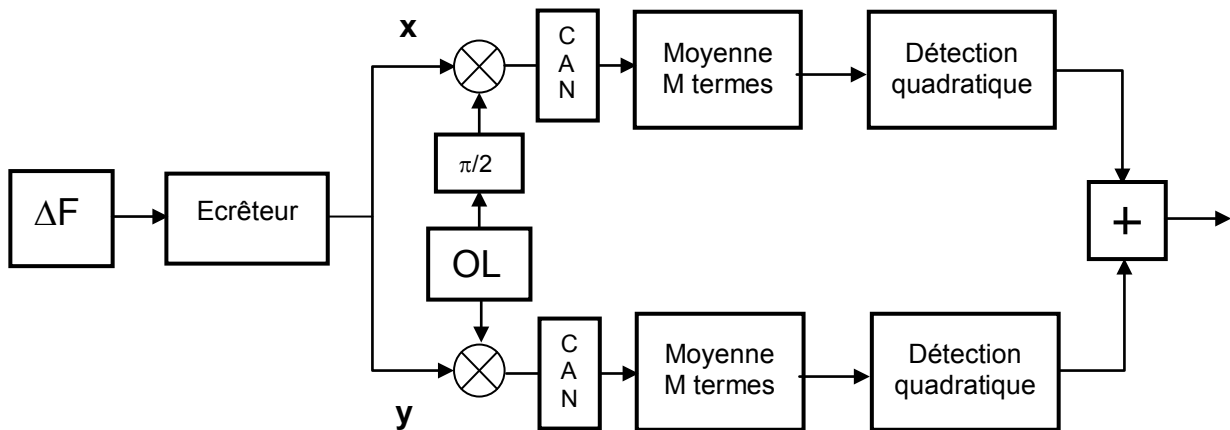 x
C
A
N
Moyenne
M termes
Détection
quadratique
π/2
ΔF
Ecrêteur
OL
+
C
A
N
Moyenne
M termes
Détection
quadratique
y